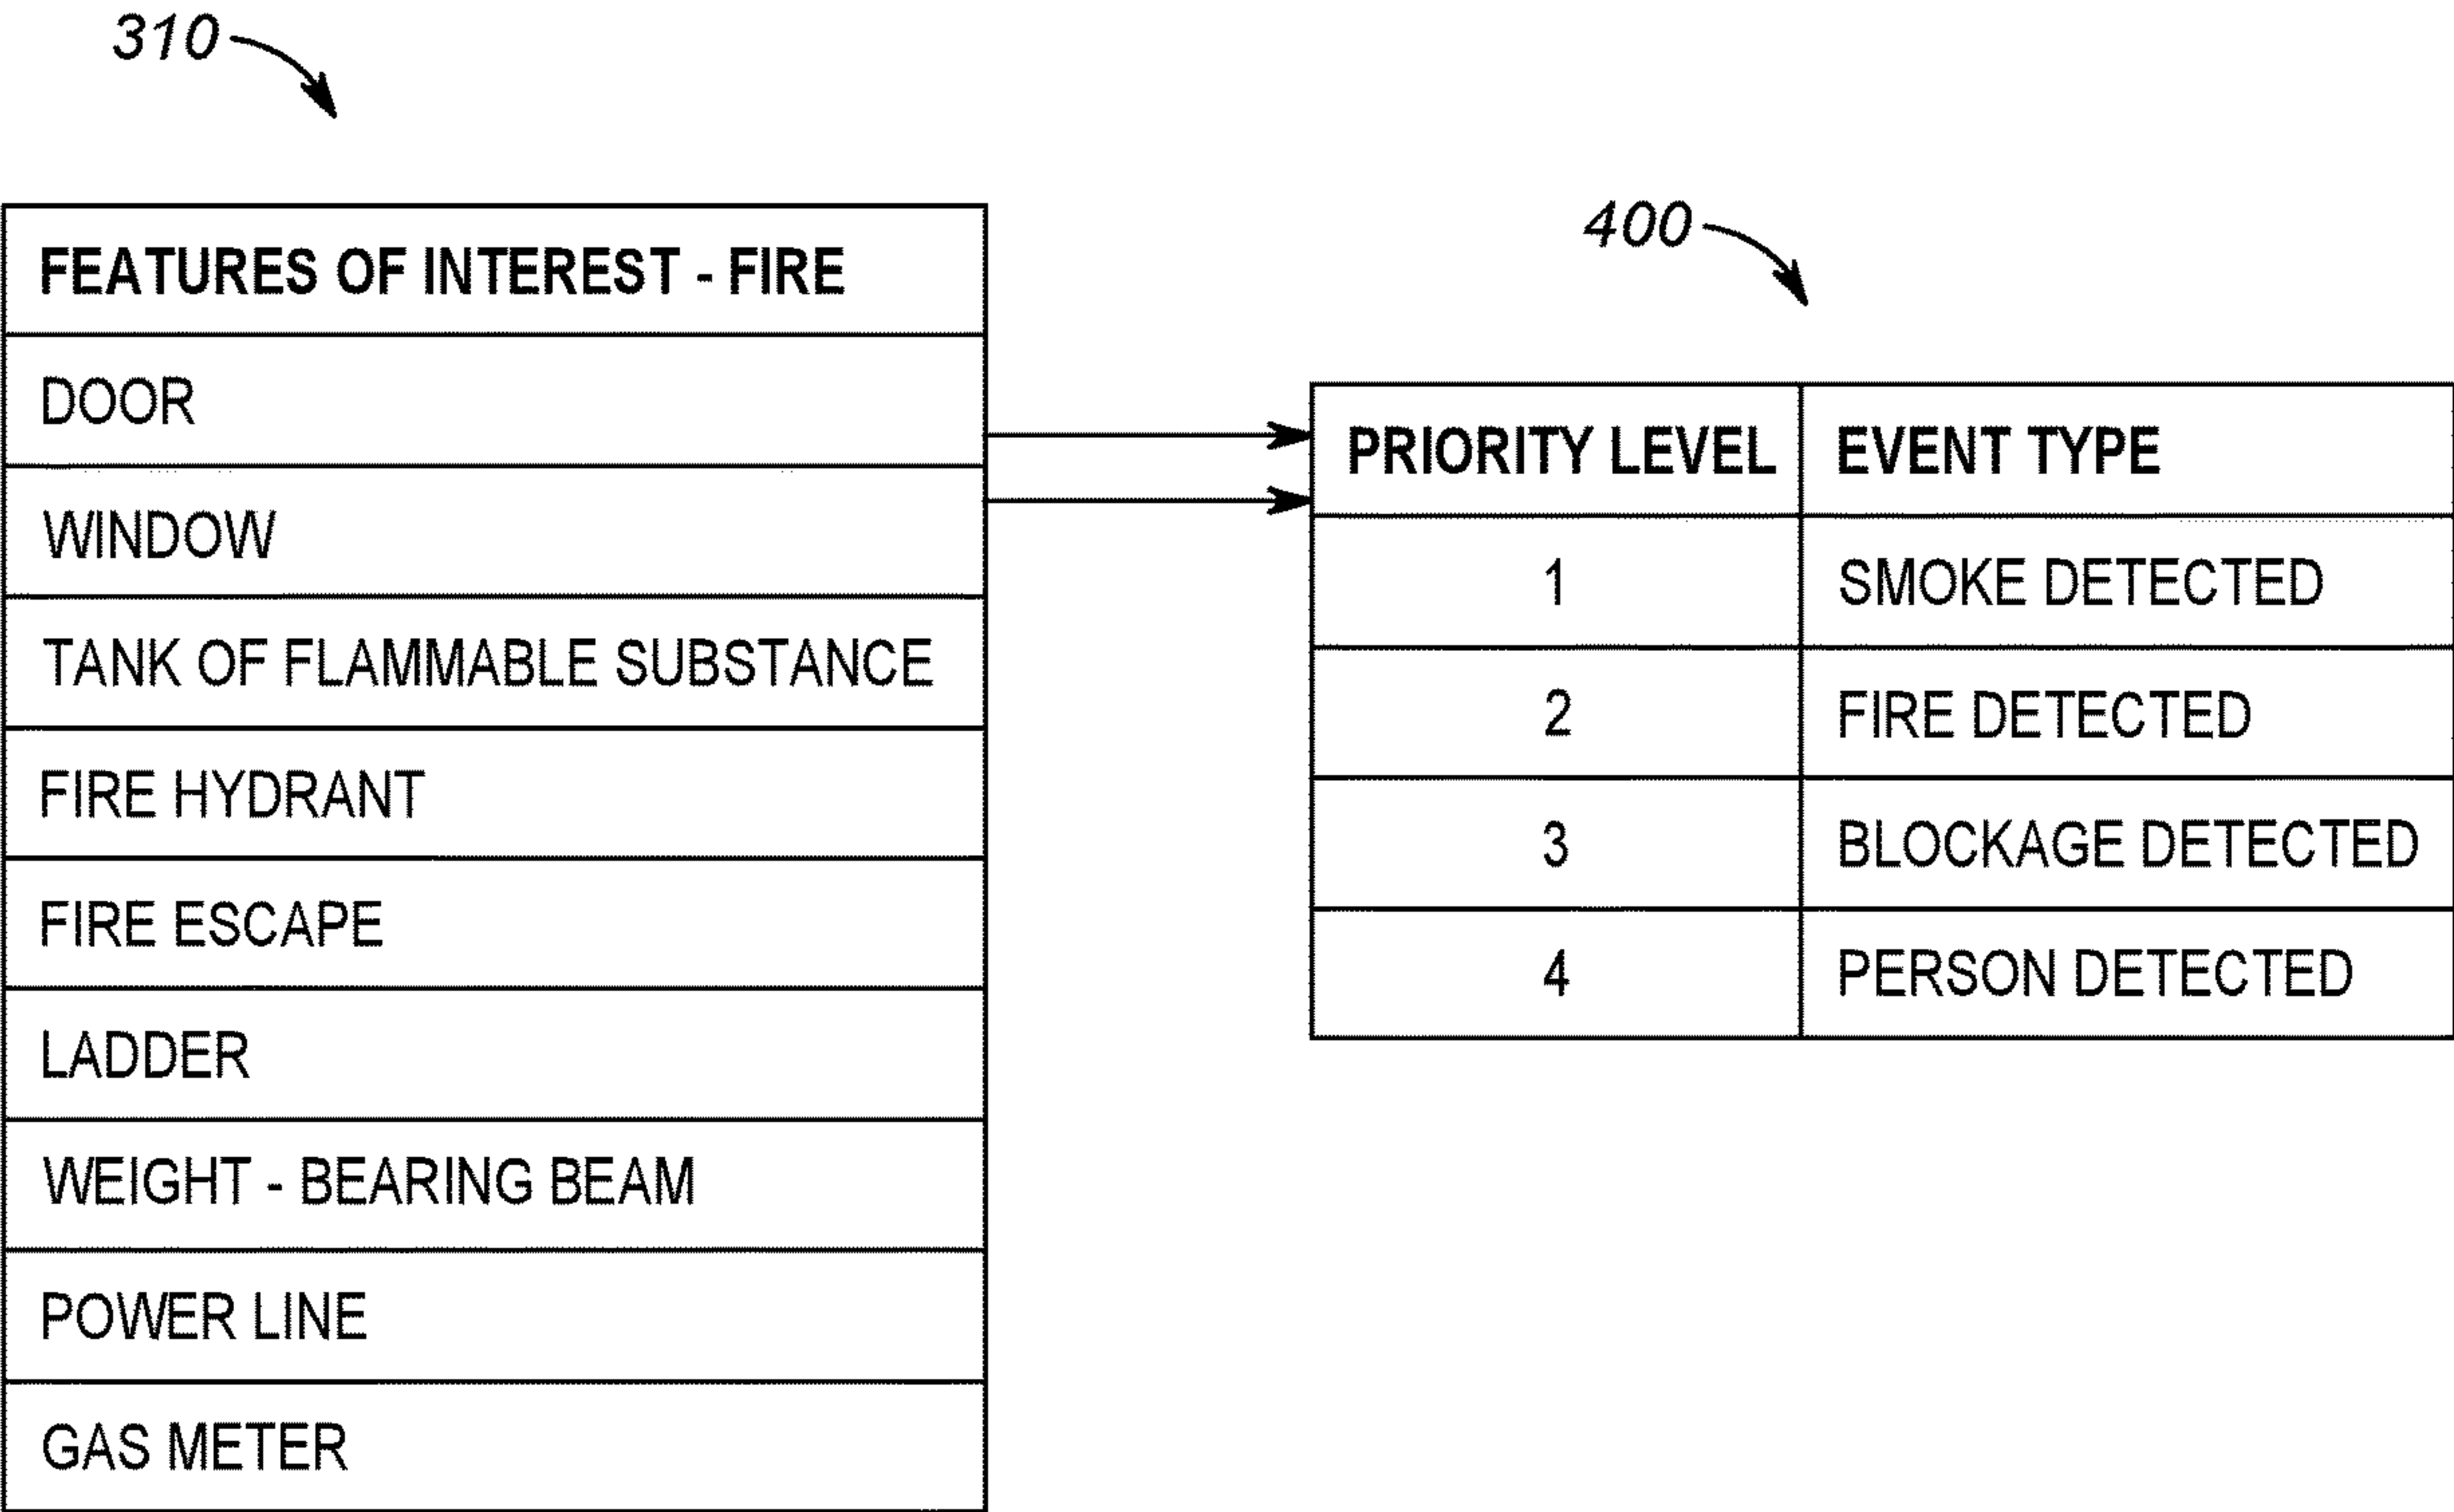 310
FEATURES OF INTEREST - FIRE
DOOR
WINDOW
TANK OF FLAMMABLE SUBSTANCE
FIRE HYDRANT
FIRE ESCAPE
LADDER
WEIGHT - BEARING BEAM
POWER LINE
GAS METER
400
PRIORITY LEVEL EVENT TYPE
1 SMOKE DETECTED
2 FIRE DETECTED
3 BLOCKAGE DETECTED
4 PERSON DETECTED